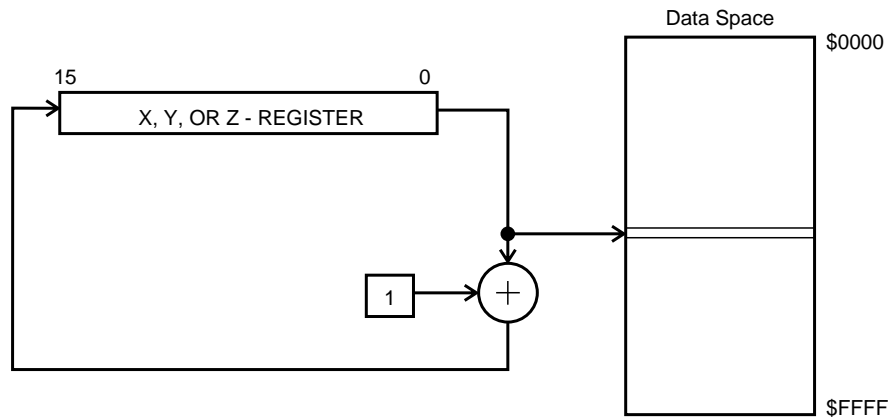 Data Space
$0000
15
0
X, Y, OR Z - REGISTER
1
+
$FFFF